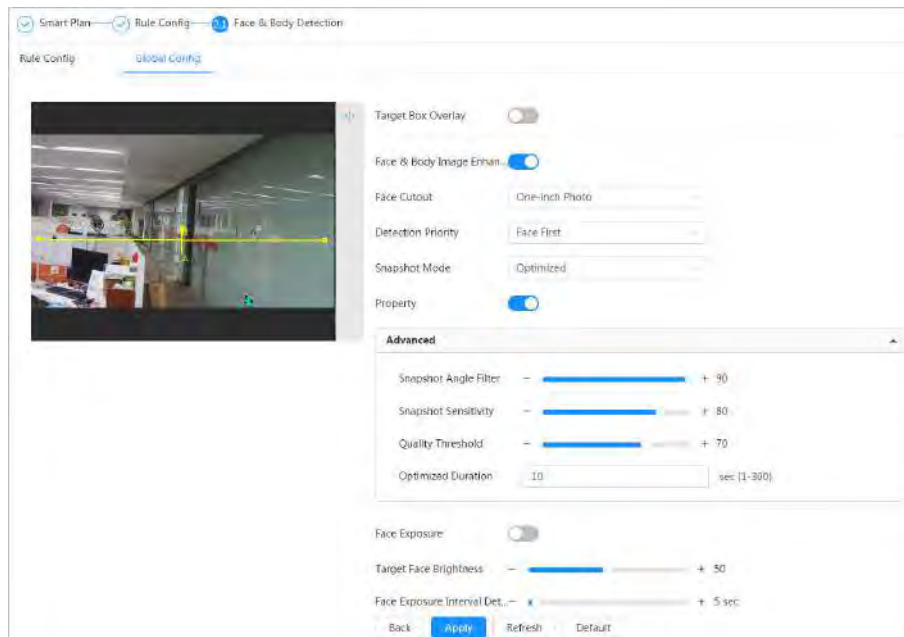 Smart Plan Rule Config 2.1 Face & Body Detection
Rule Config Global Config
Target Box Overlay
Face & Body Image Enhan...
Face Cutout One-Inch Photo
Detection Priority Face First
Snapshot Mode Optimized
Property
Advanced
Snapshot Angle Filter - + 90
Snapshot Sensitivity - + 80
Quality Threshold - + 70
Optimized Duration 10 sec (1-300)
Face Exposure
Target Face Brightness - + 50
Face Exposure Interval Det... - + 5 sec
Back Apply Refresh Default